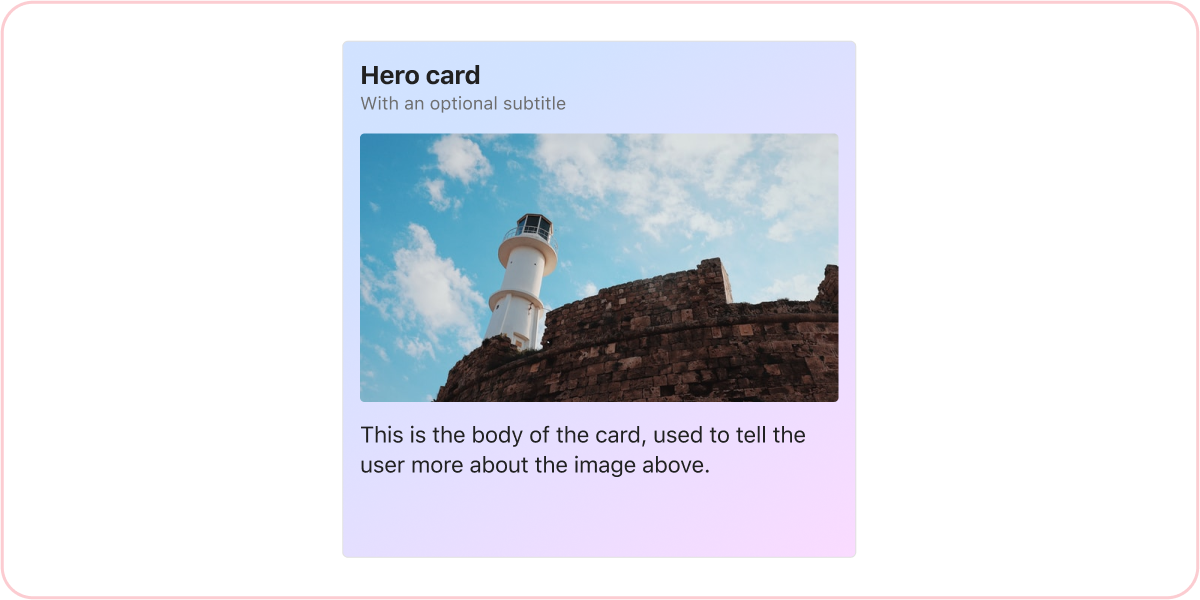 Hero card
With an optional subtitle
This is the body of the card, used to tell the
user more about the image above.